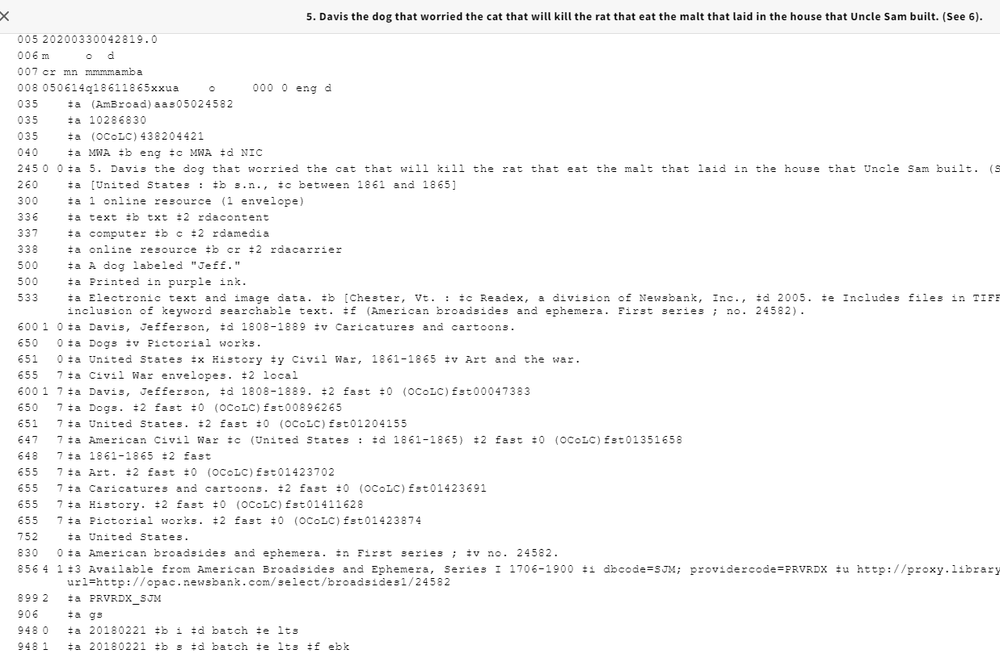 5. Davis the dog that worried the cat that will kill the rat that eat the malt that laid in the house that Uncle Sam built. (See 6).
005 20200330042819.0
006 m o d
007 cr mn mmmmamba
008 050614q18611865xxua o 000 0 eng d
035 ‡a (AmBroad)aas05024582
035 ‡a 10286830
035 ‡a (OCoLC)438204421
040 ‡a MWA ‡b eng ‡c MWA ‡d NIC
245 0 0 ‡a 5. Davis the dog that worried the cat that will kill the rat that eat the malt that laid in the house that Uncle Sam built. (S
260 ‡a [United States : ‡b s.n., ‡c between 1861 and 1865]
300 ‡a 1 online resource (1 envelope)
336 ‡a text ‡b txt ‡2 rdacontent
337 ‡a computer ‡b c ‡2 rdamedia
338 ‡a online resource ‡b cr ‡2 rdacarrier
500 ‡a A dog labeled "Jeff."
500 ‡a Printed in purple ink.
533 ‡a Electronic text and image data. ‡b [Chester, Vt. : ‡c Readex, a division of Newsbank, Inc., ‡d 2005. ‡e Includes files in TIFF
inclusion of keyword searchable text. ‡f (American broadsides and ephemera. First series ; no. 24582).
600 1 0 ‡a Davis, Jefferson, ‡d 1808-1889 ‡v Caricatures and cartoons.
650 0 ‡a Dogs ‡v Pictorial works.
651 0 ‡a United States ‡x History ‡y Civil War, 1861-1865 ‡v Art and the war.
655 7 ‡a Civil War envelopes. ‡2 local
600 1 7 ‡a Davis, Jefferson, ‡d 1808-1889. ‡2 fast ‡0 (OCoLC)fst00047383
650 7 ‡a Dogs. ‡2 fast ‡0 (OCoLC)fst00896265
651 7 ‡a United States. ‡2 fast ‡0 (OCoLC)fst01204155
647 7 ‡a American Civil War ‡c (United States : ‡d 1861-1865) ‡2 fast ‡0 (OCoLC)fst01351658
648 7 ‡a 1861-1865 ‡2 fast
655 7 ‡a Art. ‡2 fast ‡0 (OCoLC)fst01423702
655 7 ‡a Caricatures and cartoons. ‡2 fast ‡0 (OCoLC)fst01423691
655 7 ‡a History. ‡2 fast ‡0 (OCoLC)fst01411628
655 7 ‡a Pictorial works. ‡2 fast ‡0 (OCoLC)fst01423874
752 ‡a United States.
830 0 ‡a American broadsides and ephemera. ‡n First series ; ‡v no. 24582.
856 4 1 ‡3 Available from American Broadsides and Ephemera, Series I 1706-1900 ‡i dbcode=SJM; providercode=PRVRDX ‡u http://proxy.library
url=http://opac.newsbank.com/select/broadsides1/24582
899 2 ‡a PRVRDX_SJM
906 ‡a gs
948 0 ‡a 20180221 ‡b i ‡d batch ‡e lts
948 1 ‡a 20180221 ‡b s ‡d batch ‡e lts ‡f ebk